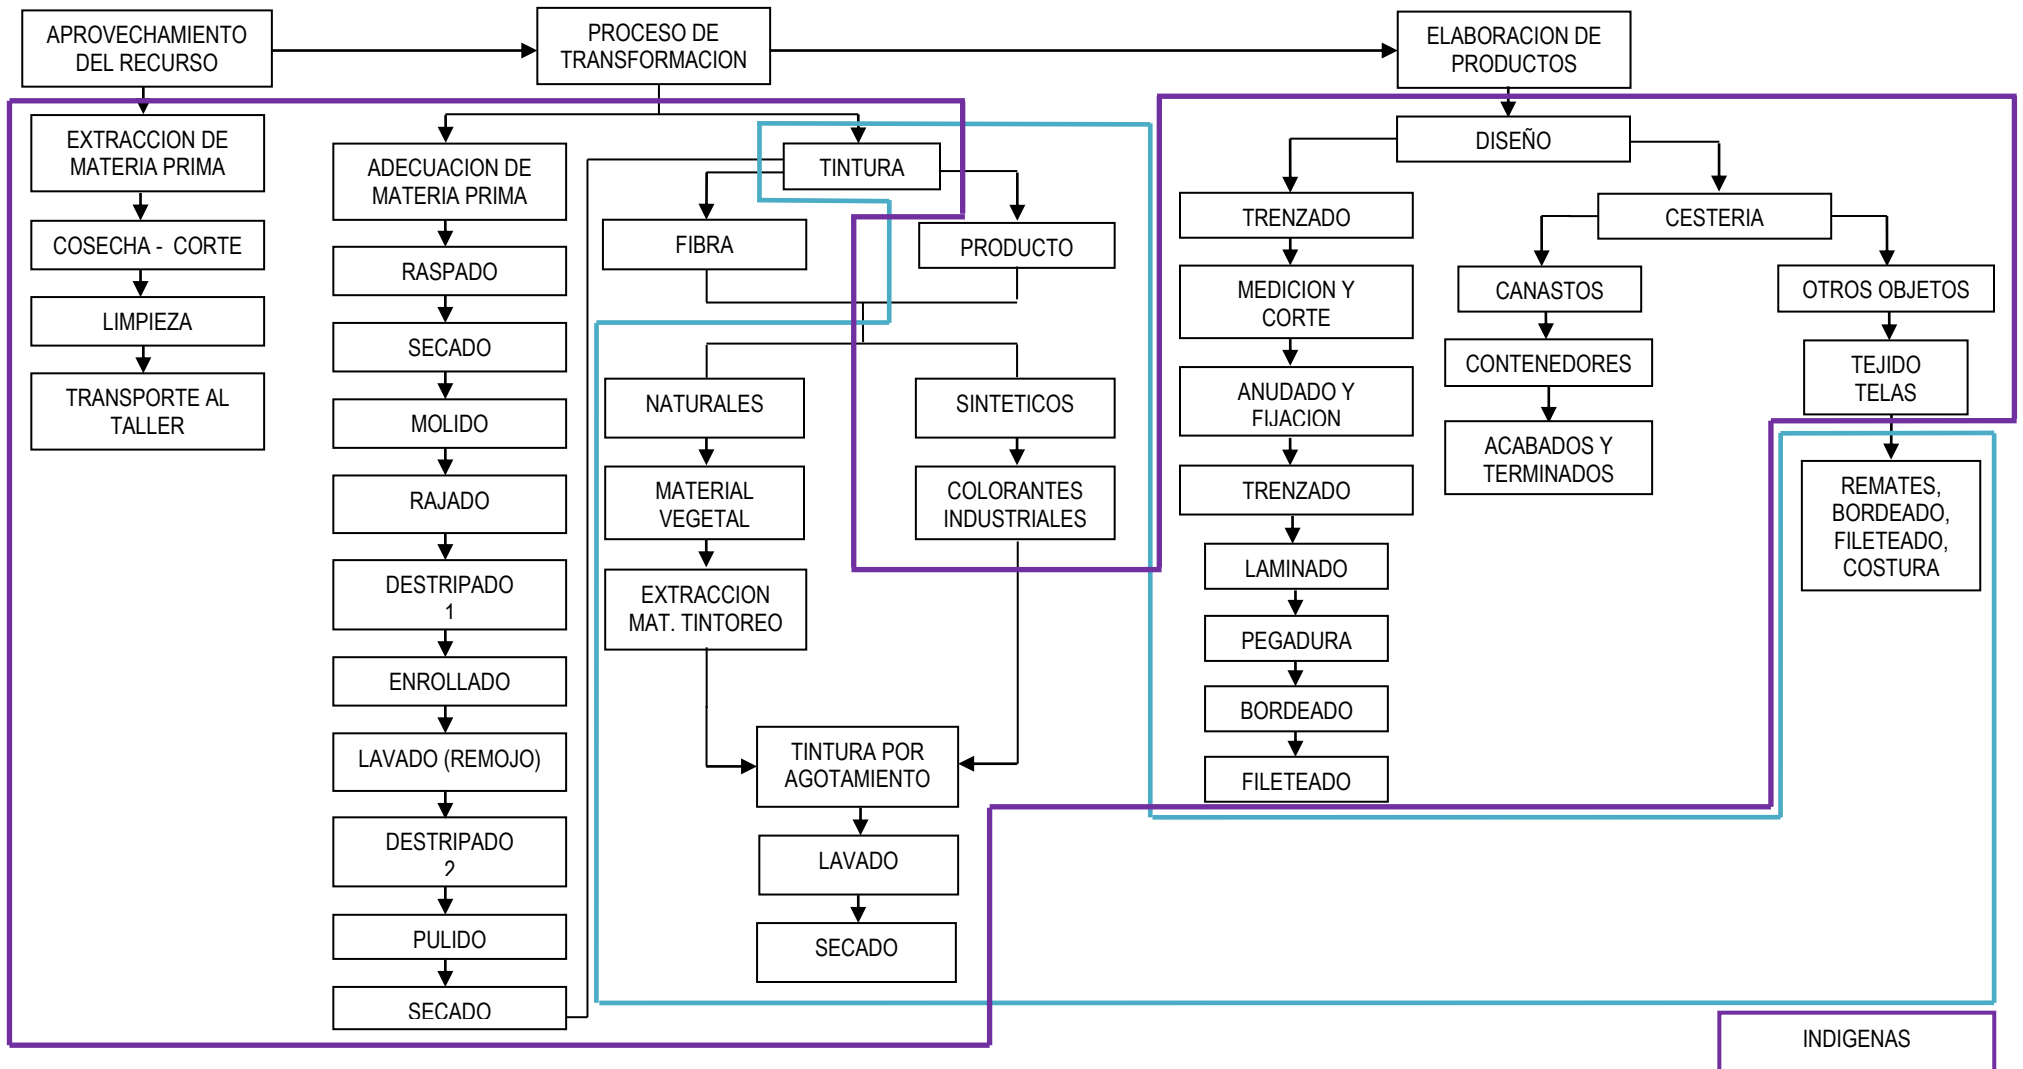 APROVECHAMIENTO
DEL RECURSO
PROCESO DE
TRANSFORMACION
ELABORACION DE
PRODUCTOS
EXTRACCION DE
MATERIA PRIMA
COSECHA - CORTE
LIMPIEZA
TRANSPORTE AL
TALLER
ADECUACION DE
MATERIA PRIMA
RASPADO
SECADO
MOLIDO
RAJADO
DESTRIPADO
1
ENROLLADO
LAVADO (REMOJO)
DESTRIPADO
2
PULIDO
SECADO
TINTURA
FIBRA
PRODUCTO
NATURALES
SINTETICOS
MATERIAL
VEGETAL
COLORANTES
INDUSTRIALES
EXTRACCION
MAT. TINTOREO
TINTURA POR
AGOTAMIENTO
LAVADO
SECADO
DISEÑO
TRENZADO
MEDICION Y
CORTE
ANUDADO Y
FIJACION
TRENZADO
LAMINADO
PEGADURA
BORDEADO
FILETEADO
CESTERIA
CANASTOS
CONTENEDORES
ACABADOS Y
TERMINADOS
OTROS OBJETOS
TEJIDO
TELAS
REMATES,
BORDEADO,
FILETEADO,
COSTURA
INDIGENAS